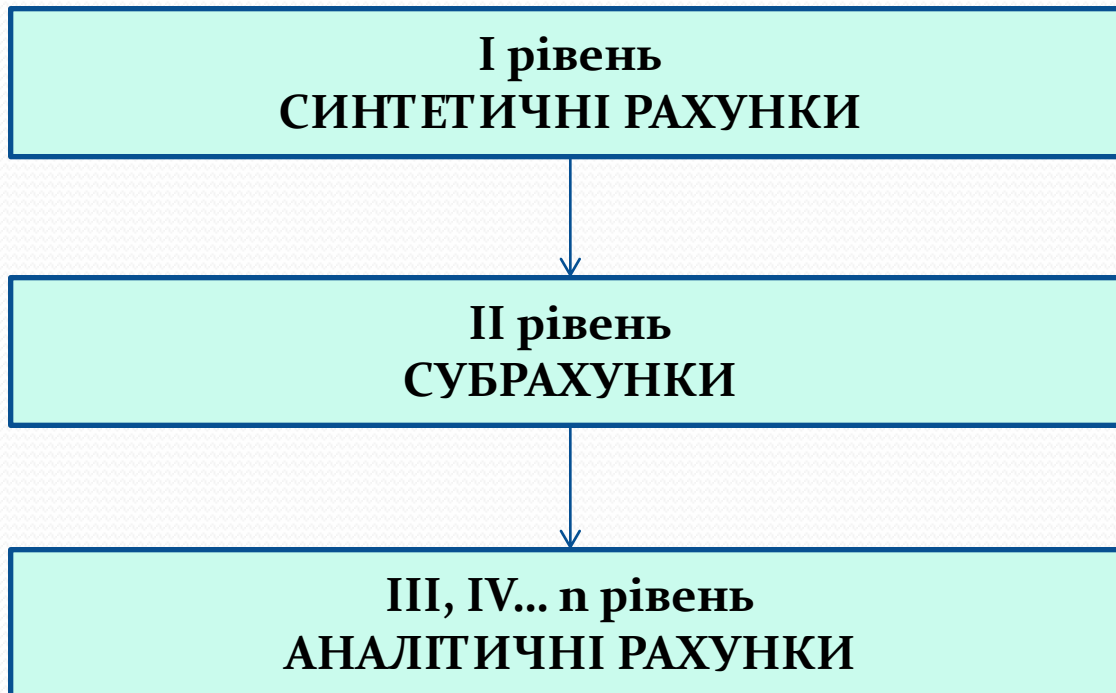 I рівень
СИНТЕТИЧНІ РАХУНКИ
II рівень
СУБРАХУНКИ
III, IV... n рівень
АНАЛІТИЧНІ РАХУНКИ